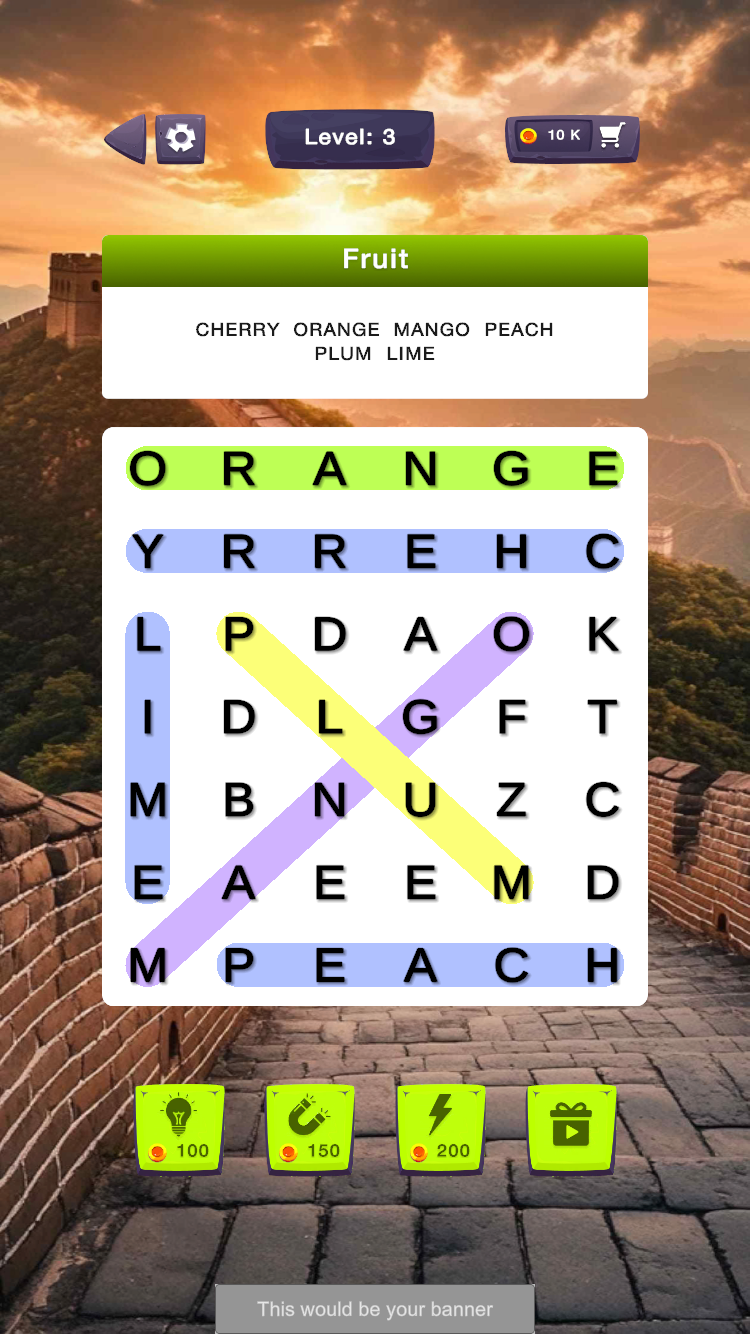 Level: 3
10 K
Fruit
CHERRY ORANGE MANGO PEACH
PLUM LIME
O R A N G E
Y R R E H C
L P D A O K
I D L G F T
M B N U Z C
E A E E M D
M P E A C H
100 150 200
This would be your banner